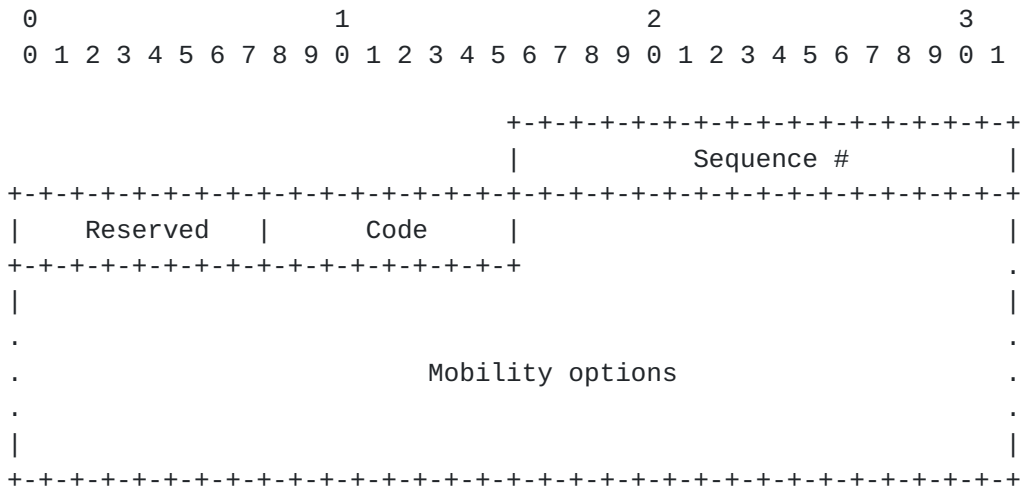 0                   1                   2                   3
 0 1 2 3 4 5 6 7 8 9 0 1 2 3 4 5 6 7 8 9 0 1 2 3 4 5 6 7 8 9 0 1

                                +-+-+-+-+-+-+-+-+-+-+-+-+-+-+-+-+
                                |           Sequence #          |
+-+-+-+-+-+-+-+-+-+-+-+-+-+-+-+-+-+-+-+-+-+-+-+-+-+-+-+-+-+-+-+-+
|    Reserved   |      Code     |                               |
+-+-+-+-+-+-+-+-+-+-+-+-+-+-+-+-+                               .
|                                                               |
.                                                               .
.                          Mobility options                     .
.                                                               .
|                                                               |
+-+-+-+-+-+-+-+-+-+-+-+-+-+-+-+-+-+-+-+-+-+-+-+-+-+-+-+-+-+-+-+-+